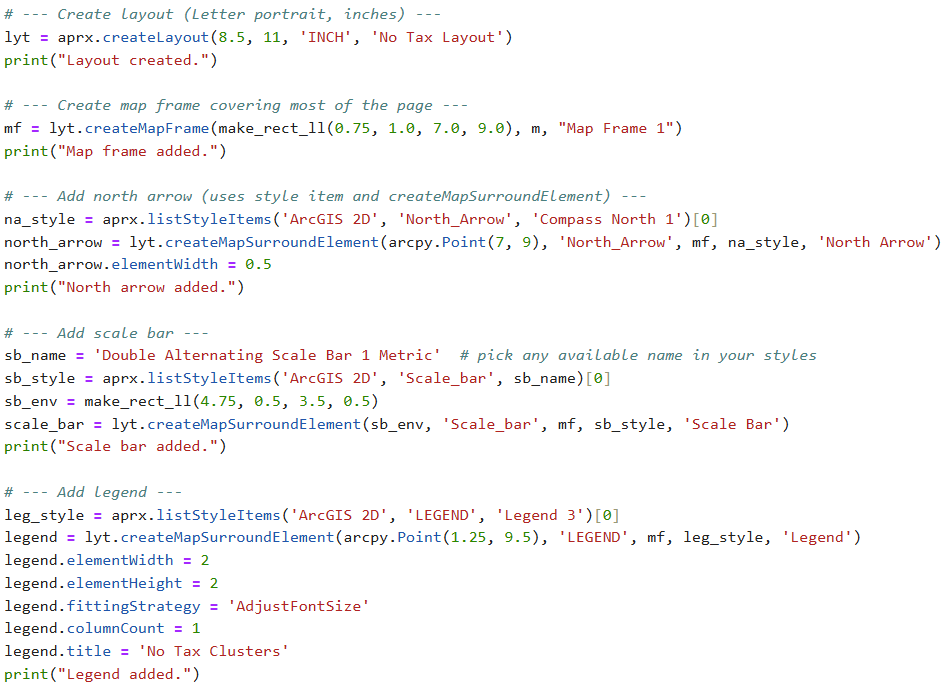 # --- Create layout (Letter portrait, inches) ---
lyt = aprx.createLayout(8.5, 11, 'INCH', 'No Tax Layout')
print("Layout created.")

# --- Create map frame covering most of the page ---
mf = lyt.createMapFrame(make_rect_ll(0.75, 1.0, 7.0, 9.0), m, "Map Frame 1")
print("Map frame added.")

# --- Add north arrow (uses style item and createMapSurroundElement) ---
na_style = aprx.listStyleItems('ArcGIS 2D', 'North_Arrow', 'Compass North 1')[0]
north_arrow = lyt.createMapSurroundElement(arcpy.Point(7, 9), 'North_Arrow', mf, na_style, 'North Arrow')
north_arrow.elementWidth = 0.5
print("North arrow added.")

# --- Add scale bar ---
sb_name = 'Double Alternating Scale Bar 1 Metric'  # pick any available name in your styles
sb_style = aprx.listStyleItems('ArcGIS 2D', 'Scale_bar', sb_name)[0]
sb_env = make_rect_ll(4.75, 0.5, 3.5, 0.5)
scale_bar = lyt.createMapSurroundElement(sb_env, 'Scale_bar', mf, sb_style, 'Scale Bar')
print("Scale bar added.")

# --- Add legend ---
leg_style = aprx.listStyleItems('ArcGIS 2D', 'LEGEND', 'Legend 3')[0]
legend = lyt.createMapSurroundElement(arcpy.Point(1.25, 9.5), 'LEGEND', mf, leg_style, 'Legend')
legend.elementWidth = 2
legend.elementHeight = 2
legend.fittingStrategy = 'AdjustFontSize'
legend.columnCount = 1
legend.title = 'No Tax Clusters'
print("Legend added.")